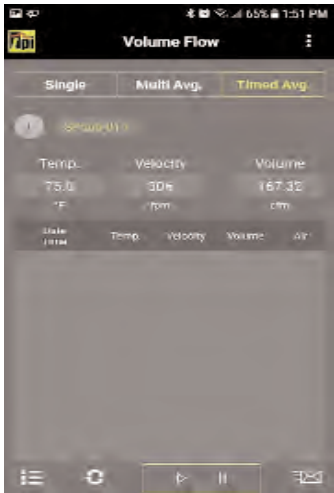 65% 1:51 PM
TPI Volume Flow
Single Multi Avg. Timed Avg.
Temp. Velocity Volume
75.0 306 167.32
°F fpm cfm
Date Temp. Velocity Volume Air
Time